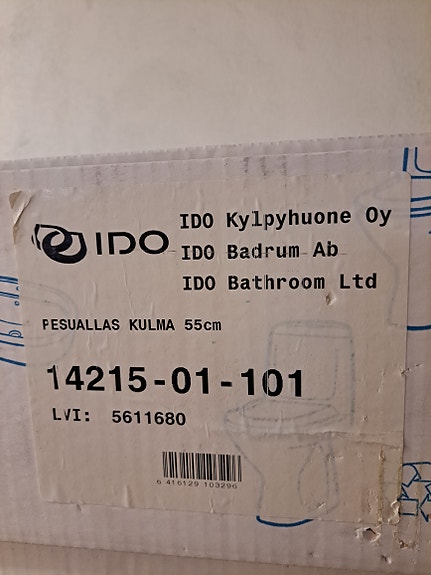 IDO
IDO Kylpyhuone Oy
IDO Badrum Ab
IDO Bathroom Ltd
PESUALLAS KULMA 55cm
14215-01-101
LVI: 5611680
6 416129 103296